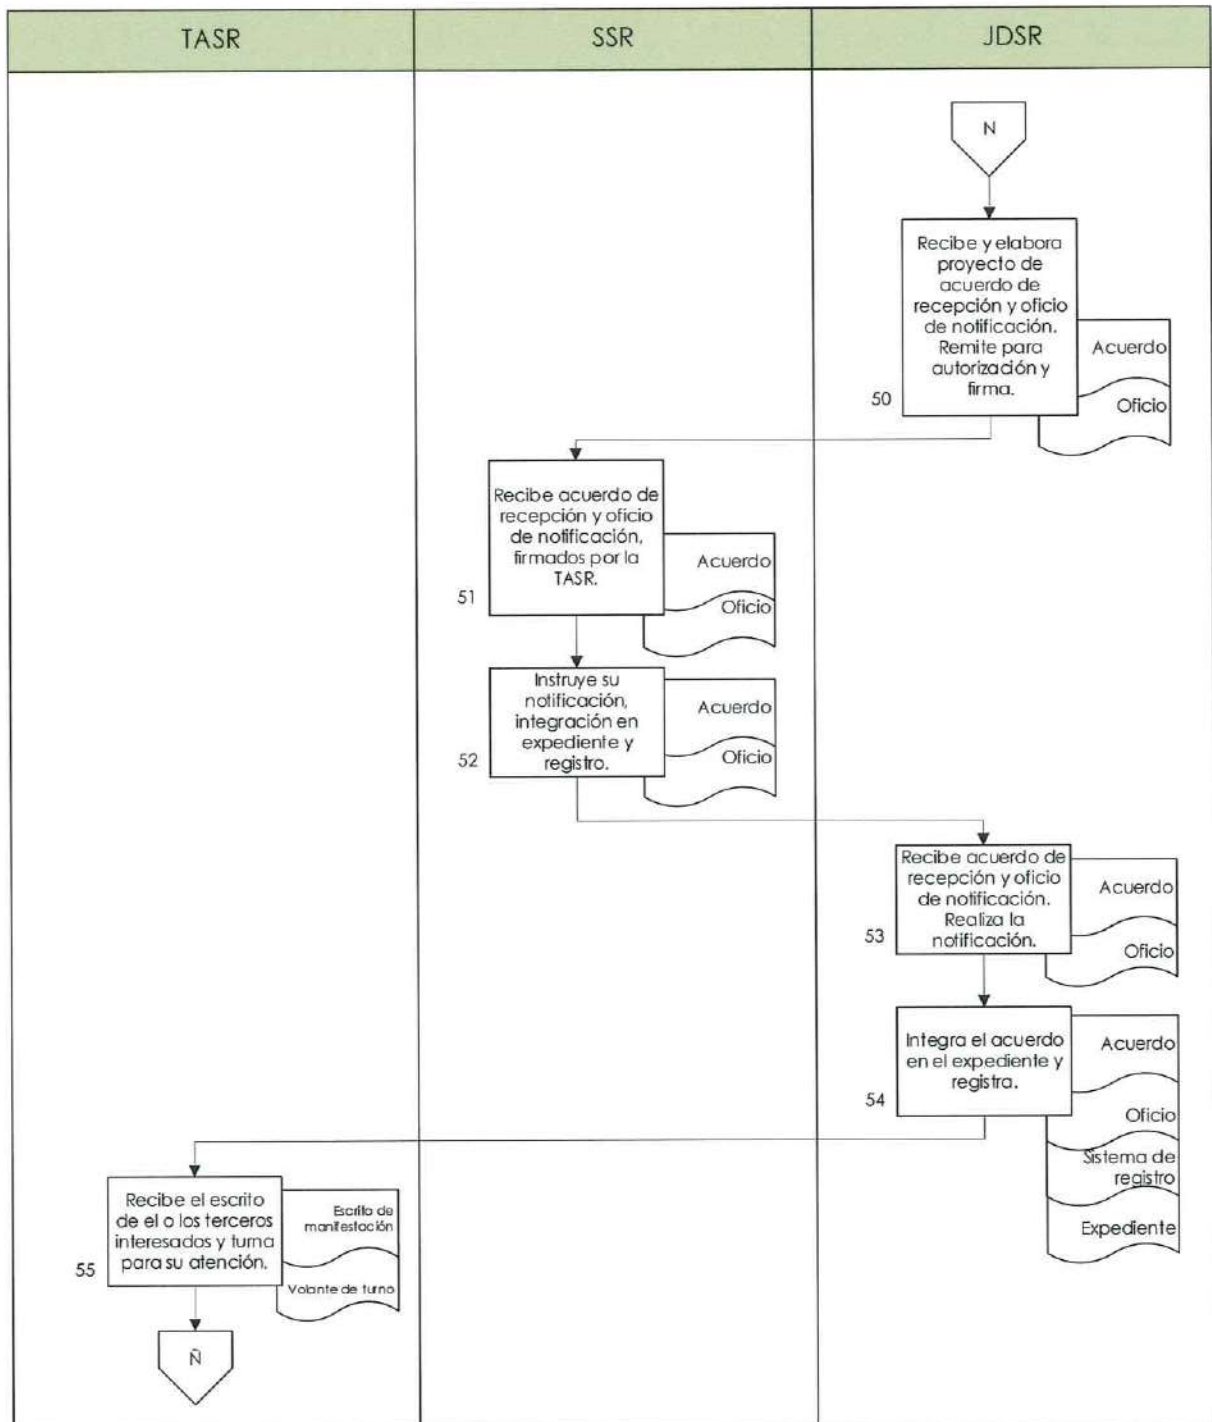 TASR
SSR
JDSR
N
Recibe y elabora
proyecto de
acuerdo de
recepción y oficio
de notificación.
Remite para
autorización y
firma.
50
Acuerdo
Oficio
Recibe acuerdo de
recepción y oficio
de notificación,
firmados por la
TASR.
51
Acuerdo
Oficio
Instruye su
notificación,
integración en
expediente y
registro.
52
Acuerdo
Oficio
Recibe acuerdo de
recepción y oficio
de notificación.
Realiza la
notificación.
53
Acuerdo
Oficio
Integra el acuerdo
en el expediente y
registra.
54
Acuerdo
Oficio
Sistema de
registro
Expediente
Recibe el escrito
de el o los terceros
interesados y turna
para su atención.
55
Escrito de
manifestación
Volante de turno
Ñ